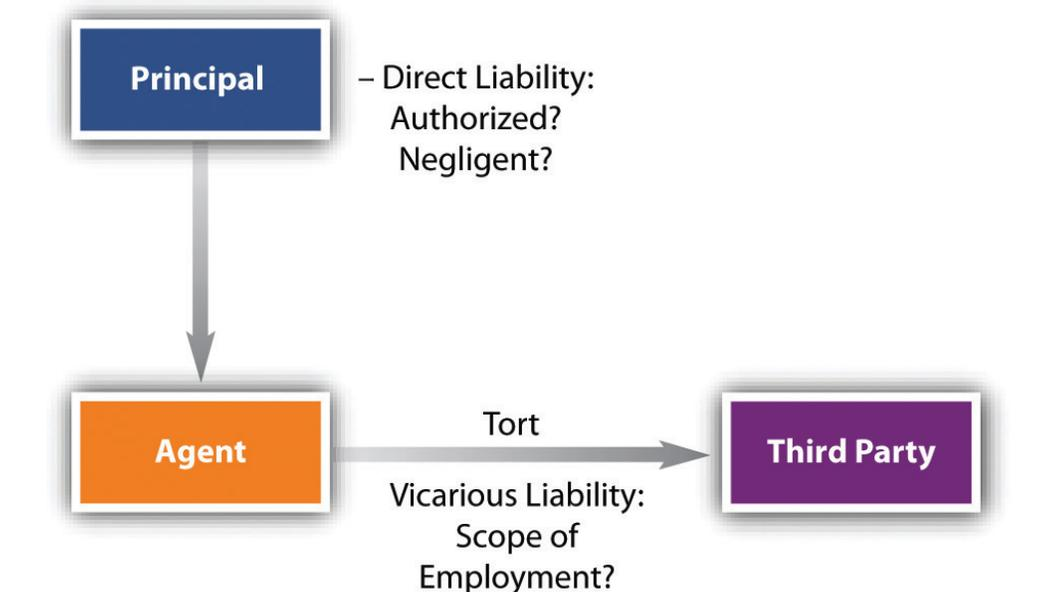 Principal
– Direct Liability:
Authorized?
Negligent?
Agent
Tort
Third Party
Vicarious Liability:
Scope of
Employment?